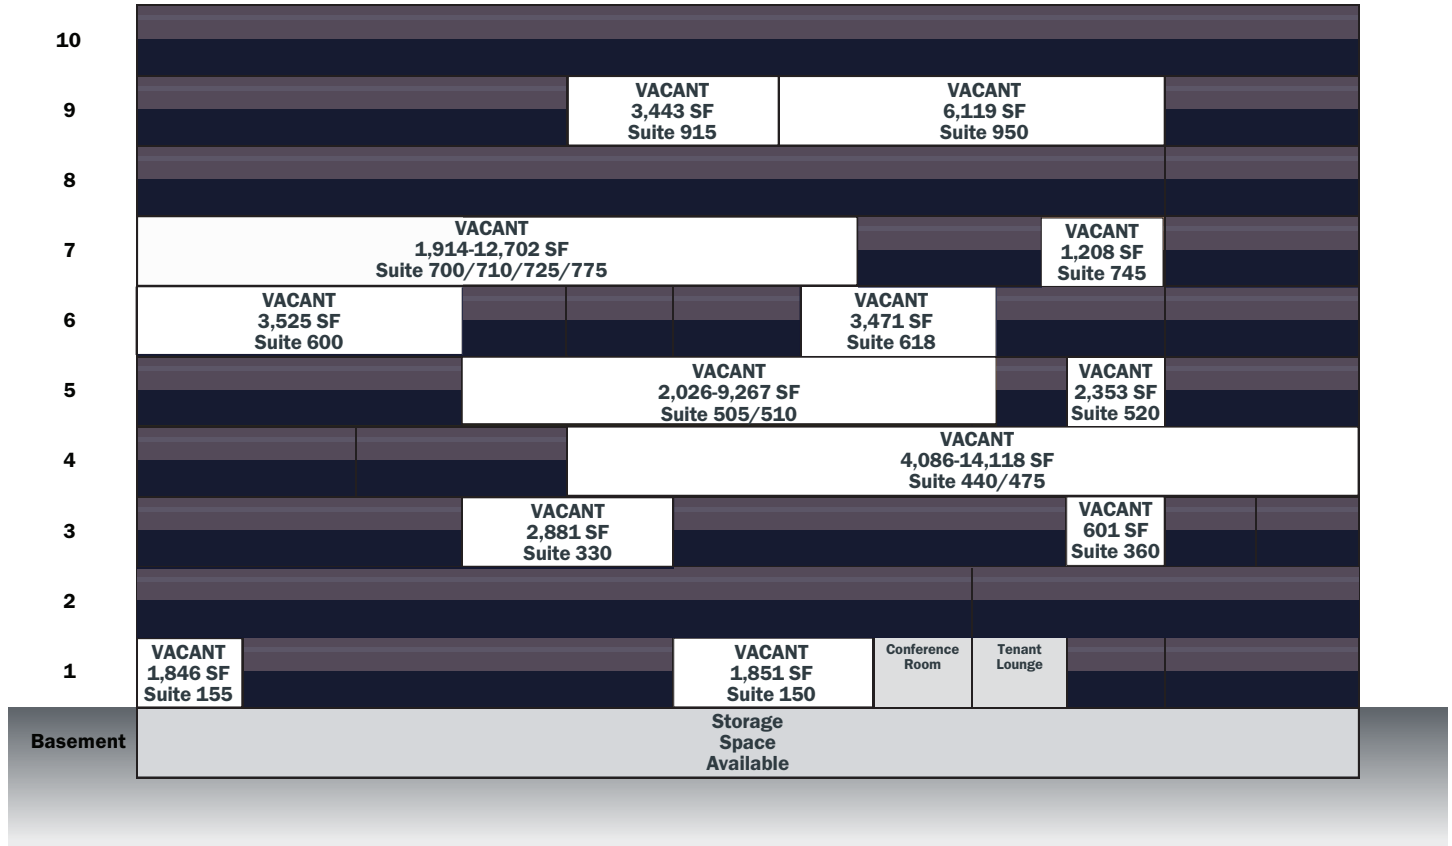 10
9
VACANT
3,443 SF
Suite 915
VACANT
6,119 SF
Suite 950
8
7
VACANT
1,914-12,702 SF
Suite 700/710/725/775
VACANT
1,208 SF
Suite 745
6
VACANT
3,525 SF
Suite 600
VACANT
3,471 SF
Suite 618
5
VACANT
2,026-9,267 SF
Suite 505/510
VACANT
2,353 SF
Suite 520
4
VACANT
4,086-14,118 SF
Suite 440/475
3
VACANT
2,881 SF
Suite 330
VACANT
601 SF
Suite 360
2
1
VACANT
1,846 SF
Suite 155
VACANT
1,851 SF
Suite 150
Conference
Room
Tenant
Lounge
Basement
Storage
Space
Available